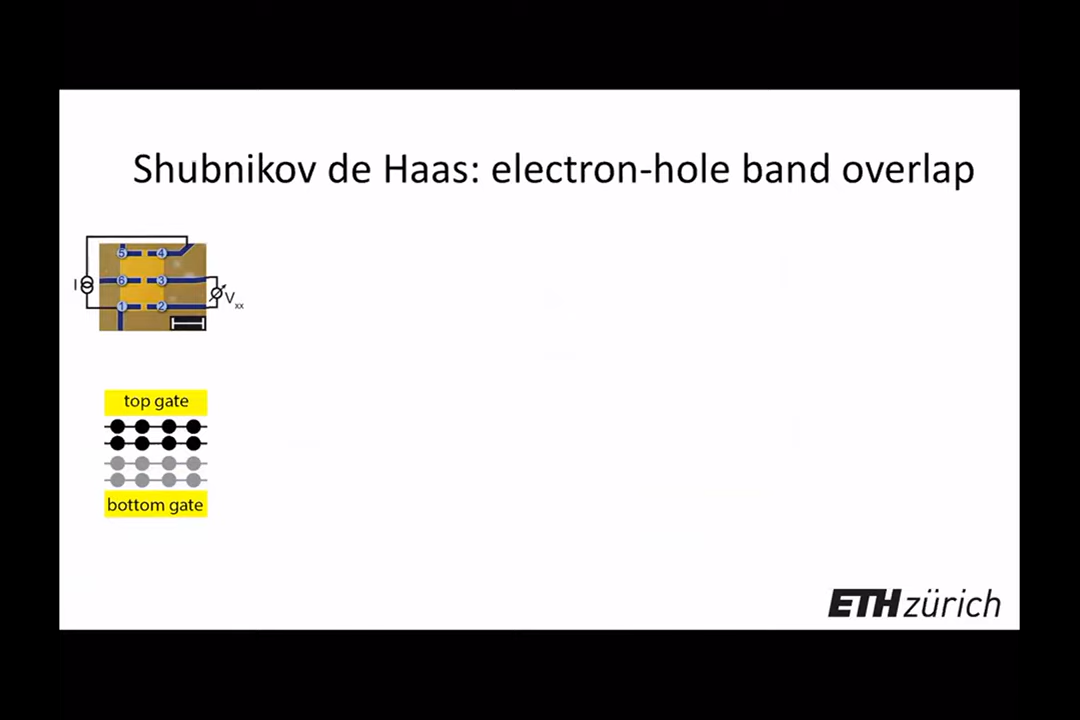 Shubnikov de Haas: electron-hole band overlap
5 4
I 6 3
Vxx
1 2
top gate
bottom gate
ETH zürich